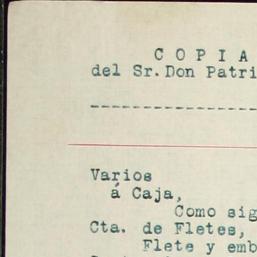 C O P I A
del Sr. Don Patri
--------------------
Varios
á Caja,
Como sig
Cta. de Fletes,
Flete y emb